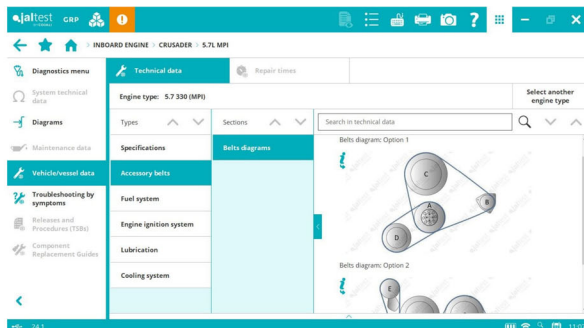 jaltest GRP
INBOARD ENGINE > CRUSADER > 5.7L MPI
Diagnostics menu
System technical data
Diagrams
Maintenance data
Vehicle/vessel data
Troubleshooting by symptoms
Releases and Procedures (TSBs)
Component Replacement Guides
Technical data
Repair times
Engine type: 5.7 330 (MPI)
Select another engine type
Types
Specifications
Accessory belts
Fuel system
Engine ignition system
Lubrication
Cooling system
Sections
Belts diagrams
Search in technical data
Belts diagram: Option 1
C
A
B
D
Belts diagram: Option 2
E
24.1